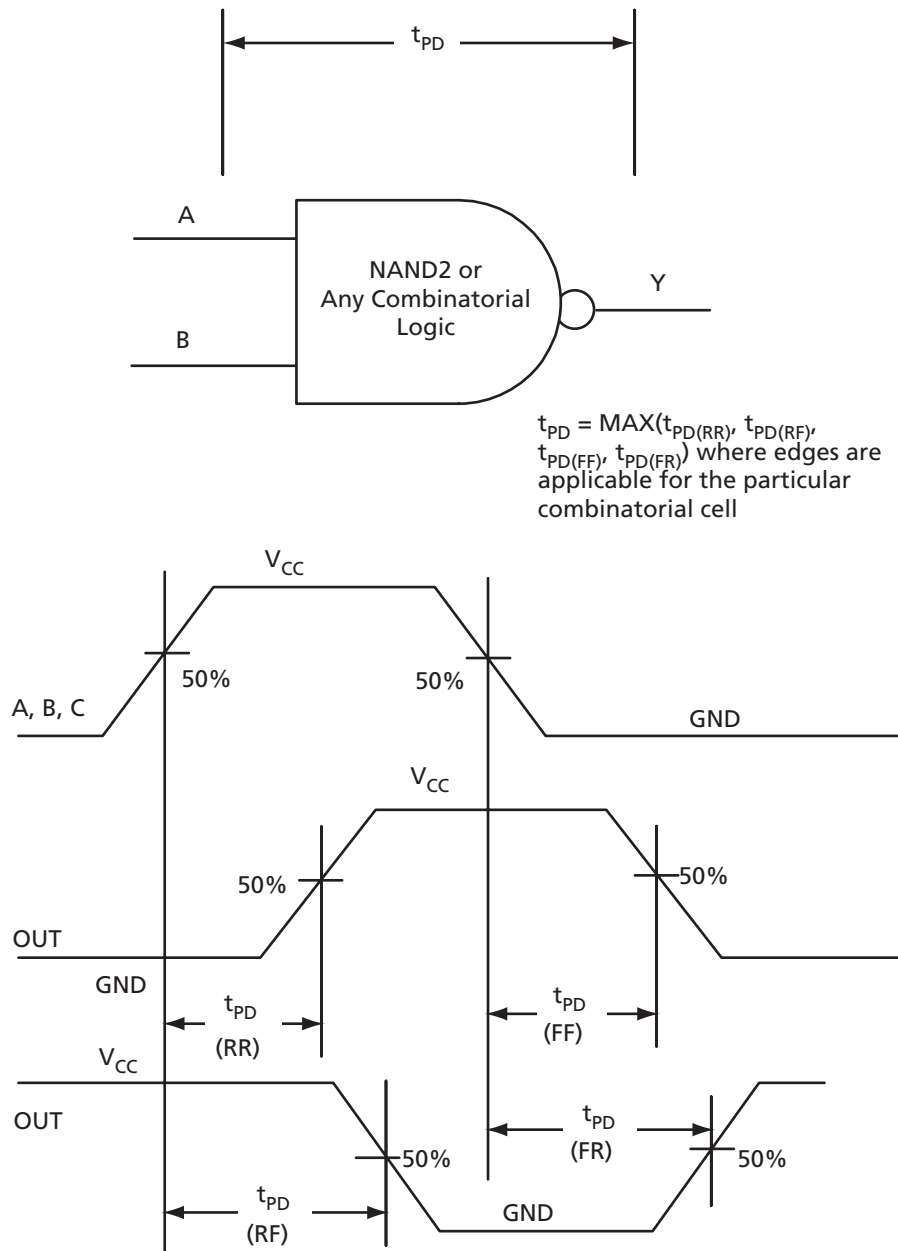 tPD
A
NAND2 or
Any Combinatorial
Logic
Y
B
tPD = MAX(tPD(RR), tPD(RF),
tPD(FF), tPD(FR)) where edges are
applicable for the particular
combinatorial cell
VCC
50%
50%
A, B, C
GND
VCC
50%
50%
OUT
GND
tPD
(RR)
tPD
(FF)
VCC
OUT
tPD
(FR)
50%
50%
tPD
(RF)
GND